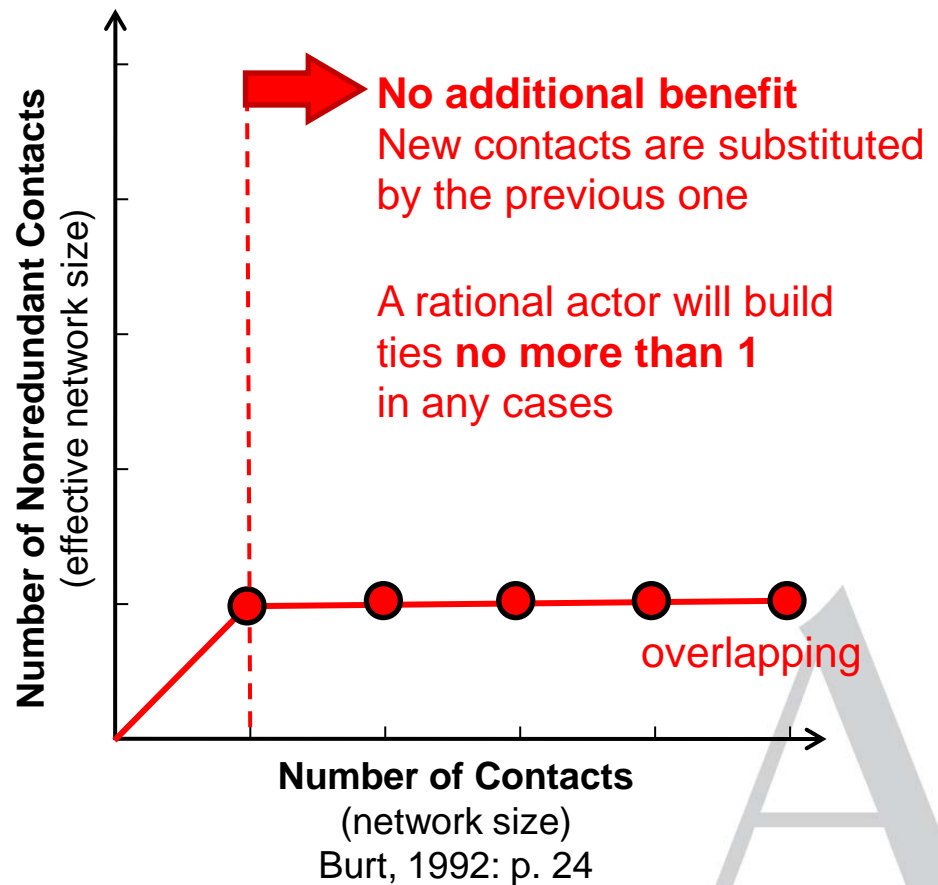 Number of Nonredundant Contacts
(effective network size)
No additional benefit
New contacts are substituted
by the previous one
A rational actor will build
ties no more than 1
in any cases
overlapping
Number of Contacts
(network size)
Burt, 1992: p. 24
A